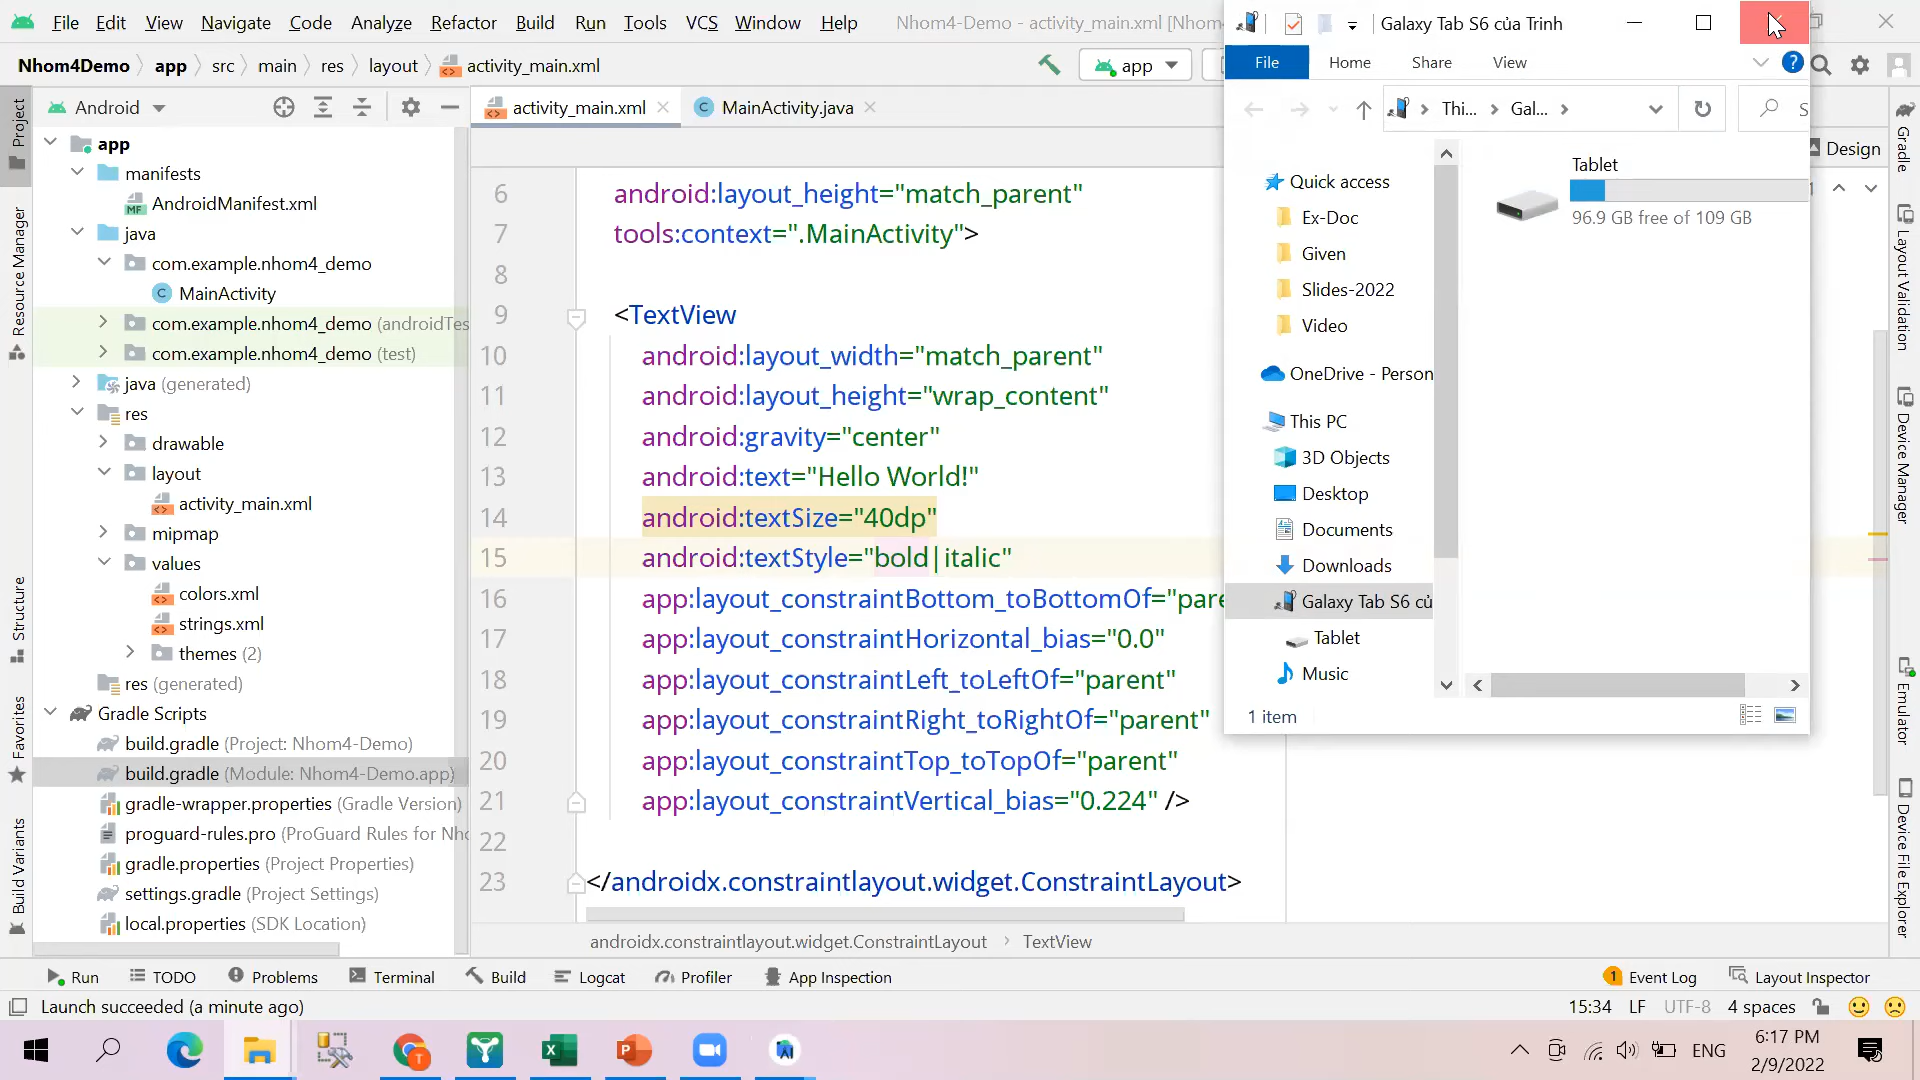 File Edit View Navigate Code Analyze Refactor Build Run Tools VCS Window Help Nhom4-Demo - activity_main.xml [Nhom
Nhom4Demo app src main res layout activity_main.xml
app
Android
activity_main.xml
MainActivity.java
Project
Resource Manager
Structure
Favorites
Build Variants
app
manifests
AndroidManifest.xml
java
com.example.nhom4_demo
MainActivity
com.example.nhom4_demo (androidTes
com.example.nhom4_demo (test)
java (generated)
res
drawable
layout
activity_main.xml
mipmap
values
colors.xml
strings.xml
themes (2)
res (generated)
Gradle Scripts
build.gradle (Project: Nhom4-Demo)
build.gradle (Module: Nhom4-Demo.app)
gradle-wrapper.properties (Gradle Version)
proguard-rules.pro (ProGuard Rules for Nho
gradle.properties (Project Properties)
settings.gradle (Project Settings)
local.properties (SDK Location)
6 android:layout_height="match_parent"
7 tools:context=".MainActivity">
8
9 <TextView
10 android:layout_width="match_parent"
11 android:layout_height="wrap_content"
12 android:gravity="center"
13 android:text="Hello World!"
14 android:textSize="40dp"
15 android:textStyle="bold|italic"
16 app:layout_constraintBottom_toBottomOf="pare
17 app:layout_constraintHorizontal_bias="0.0"
18 app:layout_constraintLeft_toLeftOf="parent"
19 app:layout_constraintRight_toRightOf="parent"
20 app:layout_constraintTop_toTopOf="parent"
21 app:layout_constraintVertical_bias="0.224" />
22
23 </androidx.constraintlayout.widget.ConstraintLayout>
androidx.constraintlayout.widget.ConstraintLayout TextView
Galaxy Tab S6 của Trinh
File Home Share View
Thi... Gal... S
Quick access
Ex-Doc
Given
Slides-2022
Video
OneDrive - Person
This PC
3D Objects
Desktop
Documents
Downloads
Galaxy Tab S6 củ
Tablet
Music
Tablet
96.9 GB free of 109 GB
1 item
Design
Gradle
Layout Validation
Device Manager
Emulator
Device File Explorer
Run TODO Problems Terminal Build Logcat Profiler App Inspection
1 Event Log Layout Inspector
Launch succeeded (a minute ago)
15:34 LF UTF-8 4 spaces
ENG
6:17 PM
2/9/2022